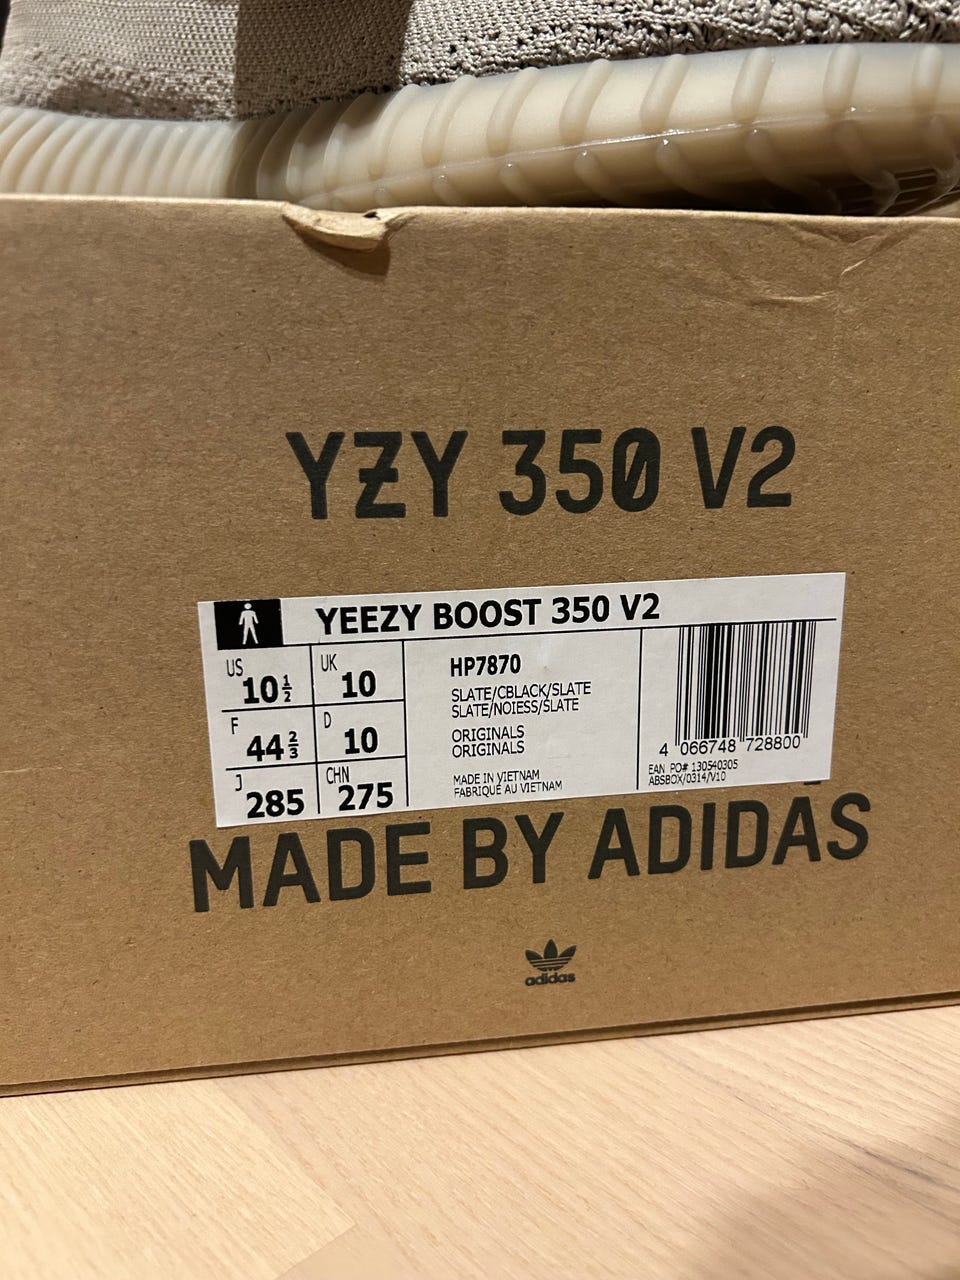 YZY 350 V2
YEEZY BOOST 350 V2
US 10½
UK 10
F 44⅔
D 10
J 285
CHN 275
HP7870
SLATE/CBLACK/SLATE
SLATE/NOIESS/SLATE
ORIGINALS
ORIGINALS
MADE IN VIETNAM
FABRIQUÉ AU VIETNAM
4 066748 728800
EAN PO# 130540305
ABSBOX/0314/V10
MADE BY ADIDAS
adidas